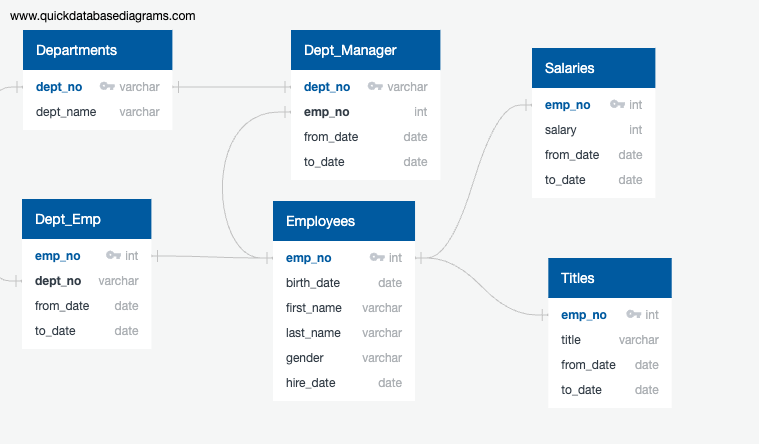 www.quickdatabasediagrams.com
Departments
dept_no varchar
dept_name varchar
Dept_Manager
dept_no varchar
emp_no int
from_date date
to_date date
Salaries
emp_no int
salary int
from_date date
to_date date
Dept_Emp
emp_no int
dept_no varchar
from_date date
to_date date
Employees
emp_no int
birth_date date
first_name varchar
last_name varchar
gender varchar
hire_date date
Titles
emp_no int
title varchar
from_date date
to_date date